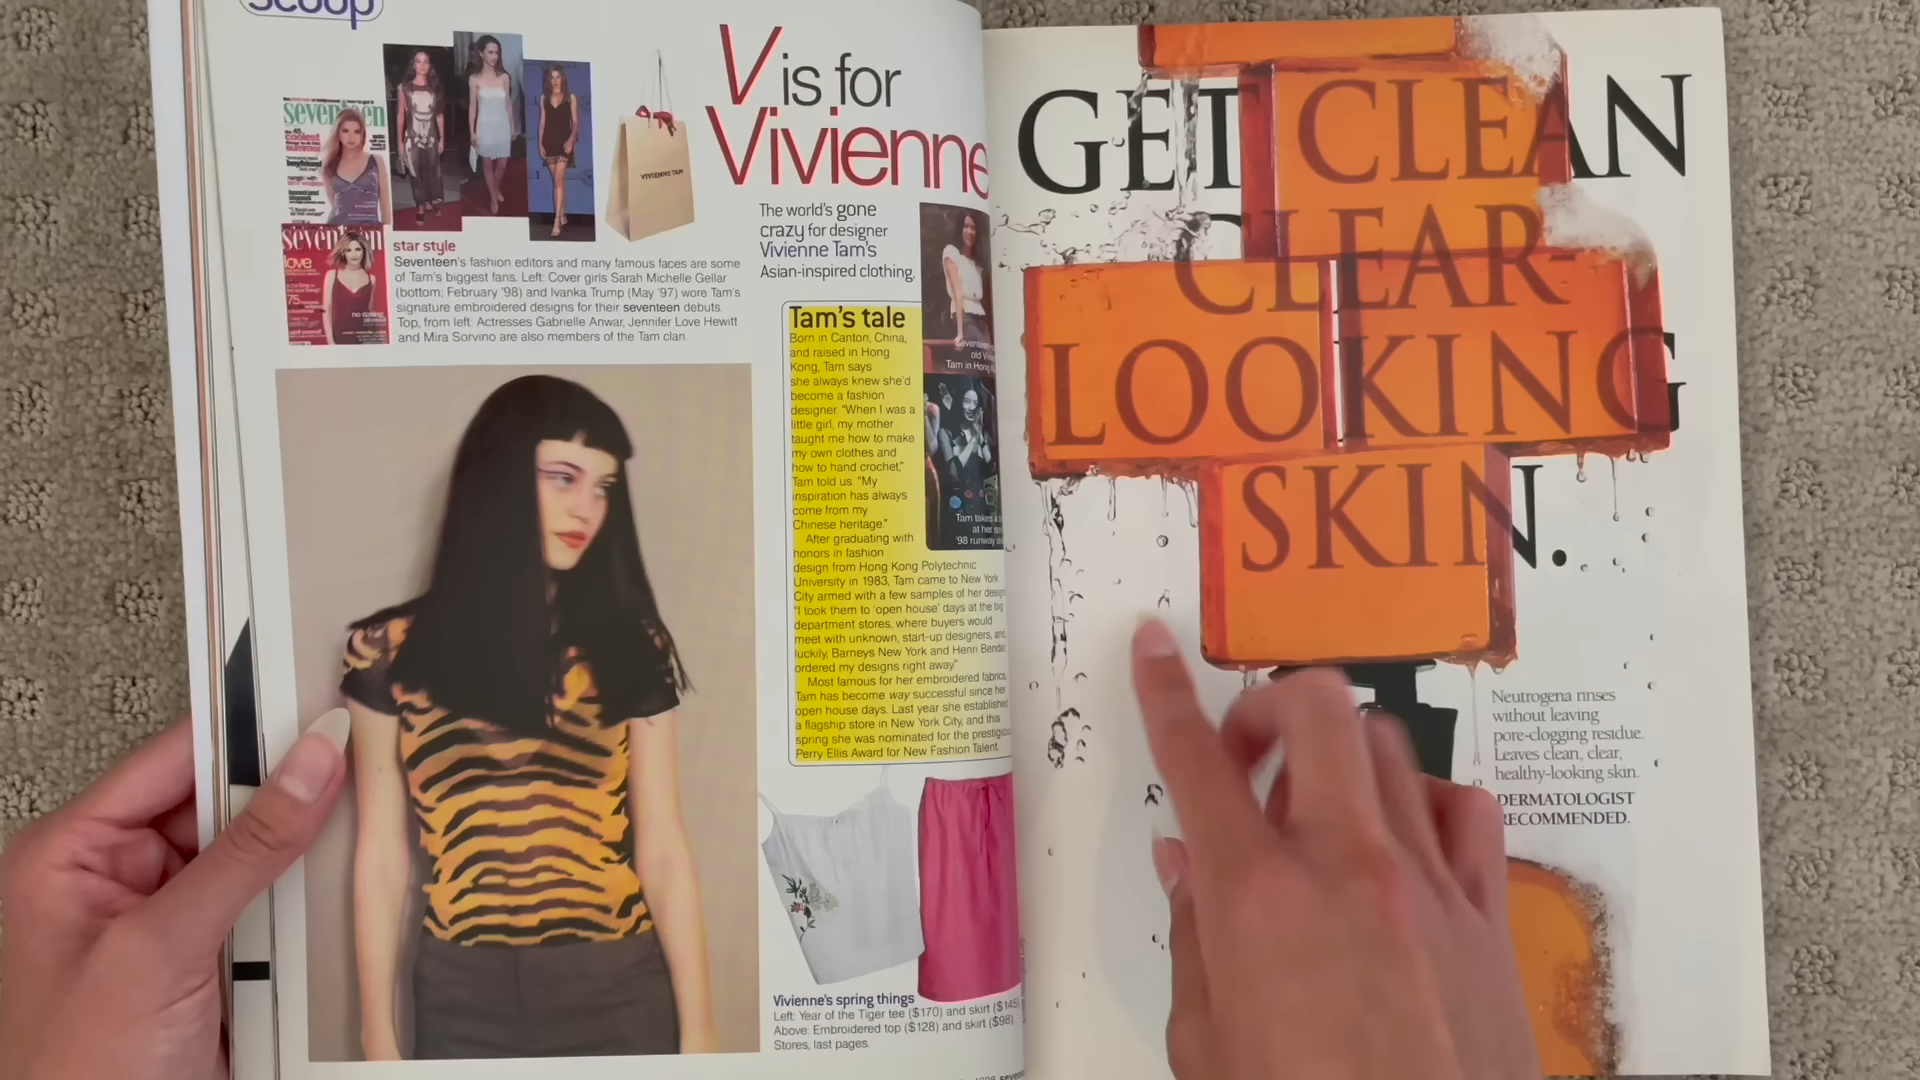 scoop
V is for
Vivienne
seventeen
VIVIENNE TAM
The world's gone
crazy for designer
Vivienne Tam's
Asian-inspired clothing.
seventeen
love
75
star style
Seventeen's fashion editors and many famous faces are some
of Tam's biggest fans. Left: Cover girls Sarah Michelle Gellar
(bottom; February '98) and Ivanka Trump (May '97) wore Tam's
signature embroidered designs for their seventeen debuts.
Top, from left: Actresses Gabrielle Anwar, Jennifer Love Hewitt
and Mira Sorvino are also members of the Tam clan.
Tam's tale
Born in Canton, China,
and raised in Hong
Kong, Tam says
she always knew she'd
become a fashion
designer. "When I was a
little girl, my mother
taught me how to make
my own clothes and
how to hand crochet,"
Tam told us. "My
inspiration has always
come from my
Chinese heritage."
After graduating with
honors in fashion
design from Hong Kong Polytechnic
University in 1983, Tam came to New York
City armed with a few samples of her
"I took them to 'open house' days at the big
department stores, where buyers would
meet with unknown, start-up designers, and,
luckily, Barneys New York and Henri Bendel
ordered my designs right away."
Most famous for her embroidered fabrics,
Tam has become way successful since her
open house days. Last year she established
a flagship store in New York City, and this
spring she was nominated for the prestigious
Perry Ellis Award for New Fashion Talent.
old
Tam in Hong
Tam takes a
at her
'98 runway
Vivienne's spring things
Left: Year of the Tiger tee ($170) and skirt ($145)
Above: Embroidered top ($128) and skirt ($98).
Stores, last pages.
GET CLEAN
CLEAR-
LOOKING
SKIN.
Neutrogena rinses
without leaving
pore-clogging residue.
Leaves clean, clear,
healthy-looking skin.
DERMATOLOGIST
RECOMMENDED.